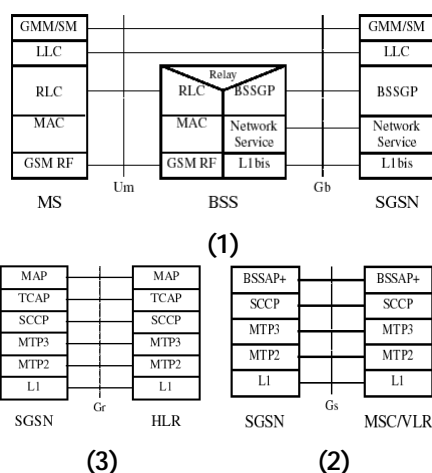 GMM/SM GMM/SM
LLC LLC
Relay
RLC RLC BSSGP BSSGP
MAC MAC Network Service Network Service
GSM RF GSM RF L1bis L1bis
Um Gb
MS BSS SGSN
(1)
MAP MAP BSSAP+ BSSAP+
TCAP TCAP SCCP SCCP
SCCP SCCP MTP3 MTP3
MTP3 MTP3 MTP2 MTP2
MTP2 MTP2 L1 L1
L1 L1
Gr Gs
SGSN HLR SGSN MSC/VLR
(3) (2)